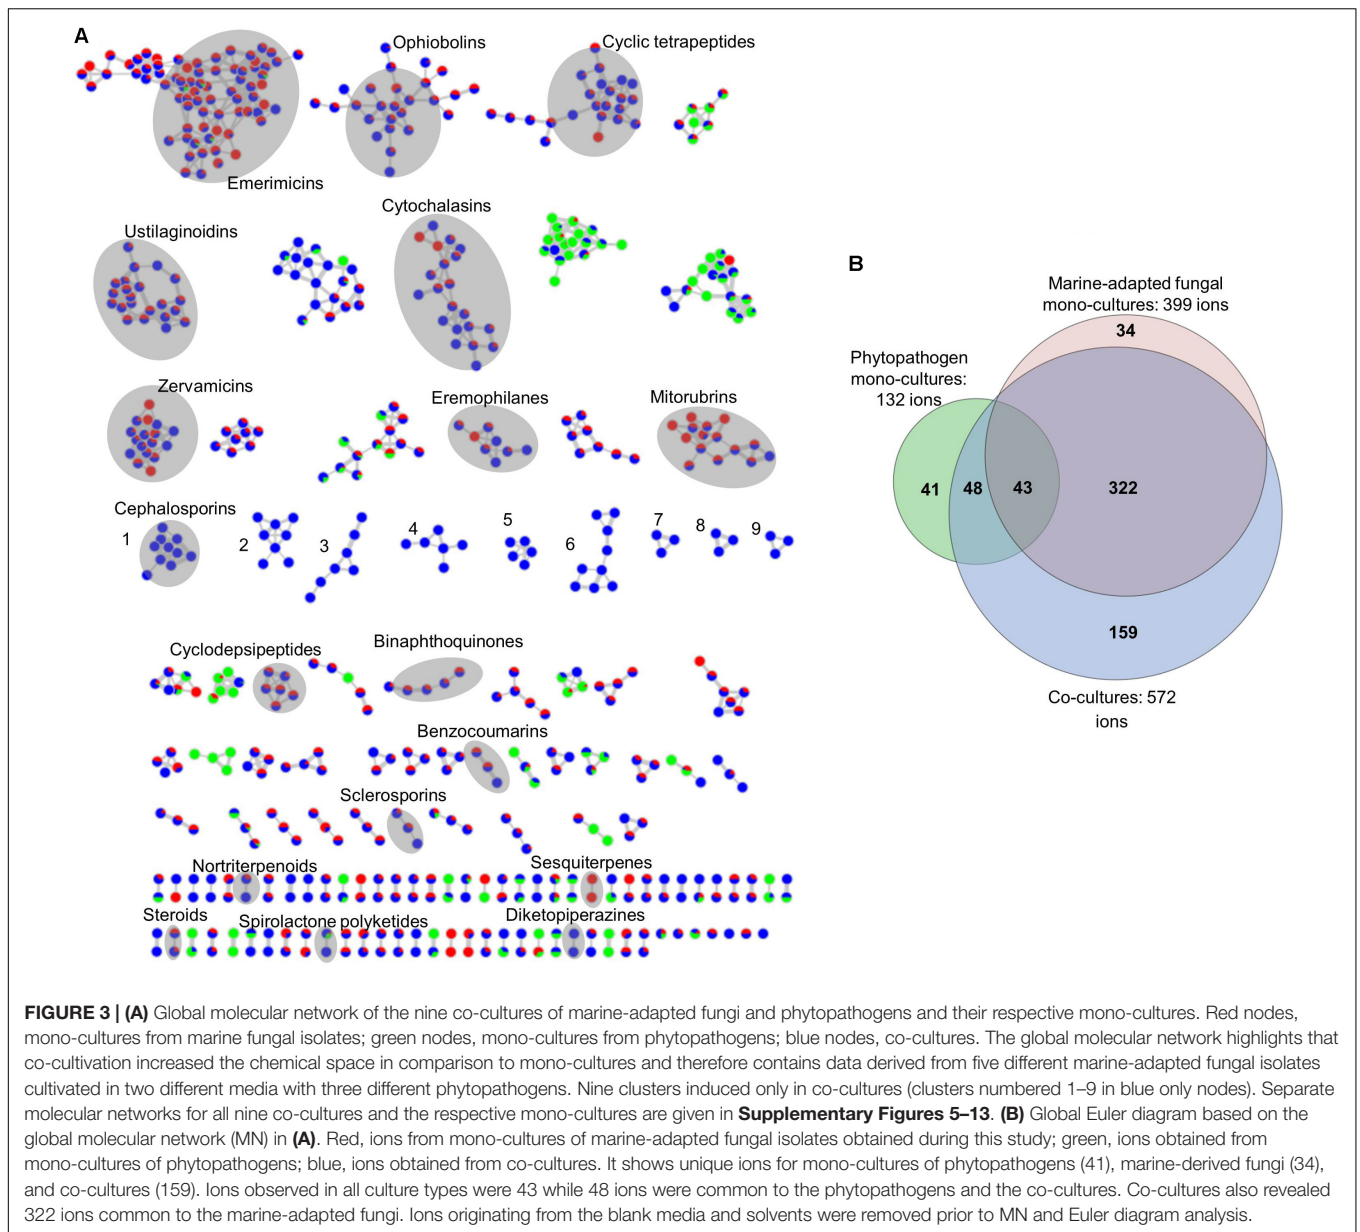 A
Ophiobolins
Cyclic tetrapeptides
Emerimicins
Cytochalasins
Ustilaginoidins
Zervamicins
Eremophilanes
Mitorubrins
Cephalosporins
1
2
3
4
5
6
7
8
9
Cyclodepsipeptides
Binaphthoquinones
Benzocoumarins
Sclerosporins
Nortriterpenoids
Sesquiterpenes
Steroids
Spirolactone polyketides
Diketopiperazines
B
Marine-adapted fungal
mono-cultures: 399 ions
34
Phytopathogen
mono-cultures:
132 ions
41
48
43
322
159
Co-cultures: 572
ions
FIGURE 3 | (A) Global molecular network of the nine co-cultures of marine-adapted fungi and phytopathogens and their respective mono-cultures. Red nodes,
mono-cultures from marine fungal isolates; green nodes, mono-cultures from phytopathogens; blue nodes, co-cultures. The global molecular network highlights that
co-cultivation increased the chemical space in comparison to mono-cultures and therefore contains data derived from five different marine-adapted fungal isolates
cultivated in two different media with three different phytopathogens. Nine clusters induced only in co-cultures (clusters numbered 1–9 in blue only nodes). Separate
molecular networks for all nine co-cultures and the respective mono-cultures are given in Supplementary Figures 5–13. (B) Global Euler diagram based on the
global molecular network (MN) in (A). Red, ions from mono-cultures of marine-adapted fungal isolates obtained during this study; green, ions obtained from
mono-cultures of phytopathogens; blue, ions obtained from co-cultures. It shows unique ions for mono-cultures of phytopathogens (41), marine-derived fungi (34),
and co-cultures (159). Ions observed in all culture types were 43 while 48 ions were common to the phytopathogens and the co-cultures. Co-cultures also revealed
322 ions common to the marine-adapted fungi. Ions originating from the blank media and solvents were removed prior to MN and Euler diagram analysis.